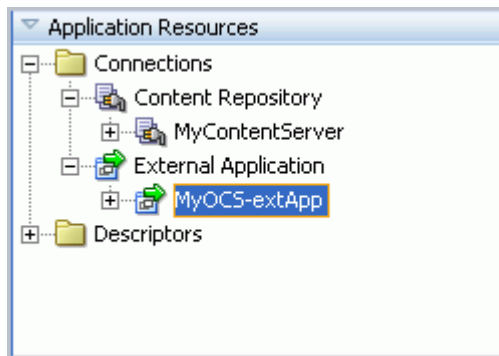 Application Resources
Connections
Content Repository
MyContentServer
External Application
MyOCS-extApp
Descriptors